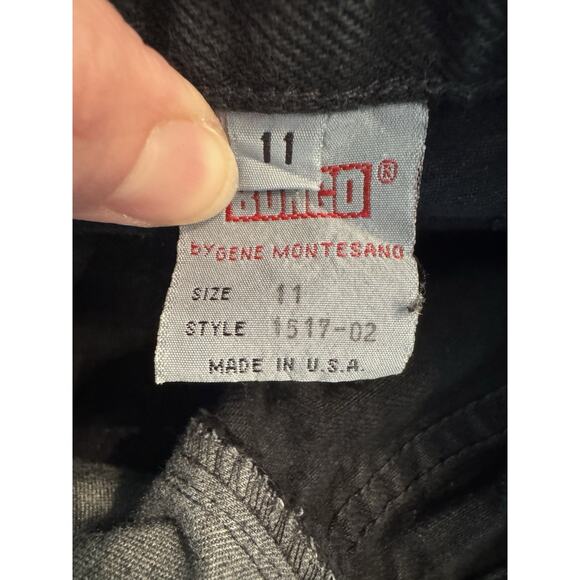 11
BONGO®
by GENE MONTESANO
SIZE 11
STYLE 1517-02
MADE IN U.S.A.